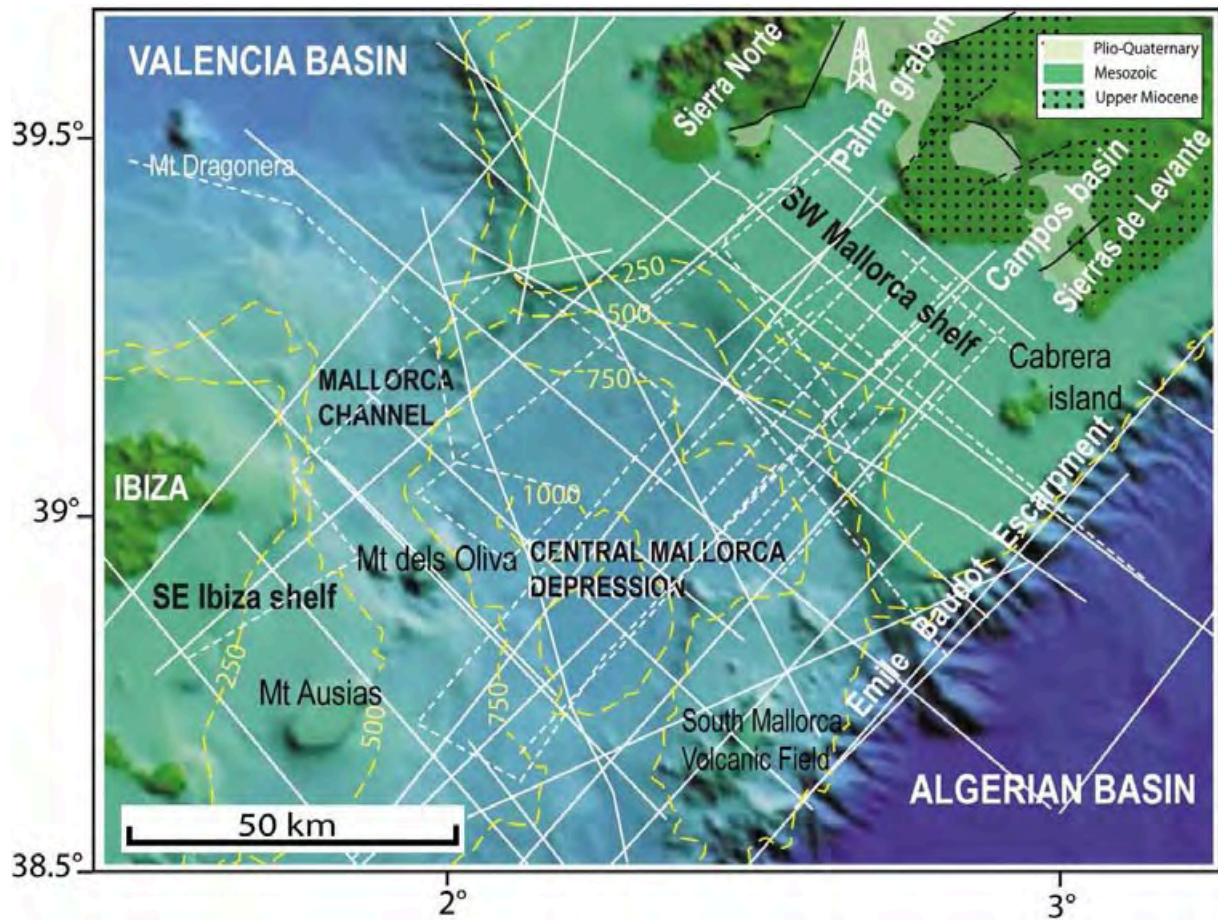 VALENCIA BASIN
Sierra Norte
Palma graben
Plio-Quaternary
Mesozoic
Upper Miocene
39.5°
Mt Dragonera
Campos basin
Sierras de Levante
SW Mallorca shelf
250
500
750
Cabrera
island
MALLORCA
CHANNEL
IBIZA
1000
39°
Mt dels Oliva
CENTRAL MALLORCA
DEPRESSION
SE Ibiza shelf
Emile Baudot Escarpment
250
Mt Ausias
500
750
South Mallorca
Volcanic Field
ALGERIAN BASIN
50 km
38.5°
2°
3°